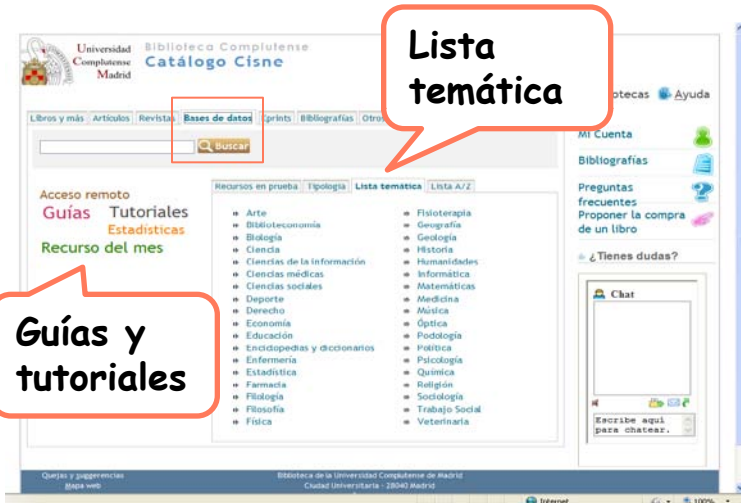 Universidad
Complutense
Madrid
Biblioteca Complutense
Catálogo Cisne
Lista
temática
Ayuda
Libros y más Artículos Revistas Bases de datos Eprints Bibliografías
Buscar
Mi Cuenta
Bibliografías
Preguntas
frecuentes
Proponer la compra
de un libro
¿Tienes dudas?
Chat
Escribe aquí
para chatear.
Acceso remoto
Guías Tutoriales
Estadísticas
Recurso del mes
Guías y
tutoriales
Recursos en prueba Tipología Lista temática Lista A/Z
Arte
Biblioteconomía
Biología
Ciencia
Ciencias de la información
Ciencias médicas
Ciencias sociales
Deporte
Derecho
Economía
Educación
Enciclopedias y diccionarios
Enfermería
Estadística
Farmacia
Filología
Filosofía
Física
Fisioterapia
Geografía
Geología
Historia
Humanidades
Informática
Matemáticas
Medicina
Música
Óptica
Podología
Política
Psicología
Química
Religión
Sociología
Trabajo Social
Veterinaria
Quejas y sugerencias
Mapa web
Biblioteca de la Universidad Complutense de Madrid
Ciudad Universitaria - 28040 Madrid
Internet
100%